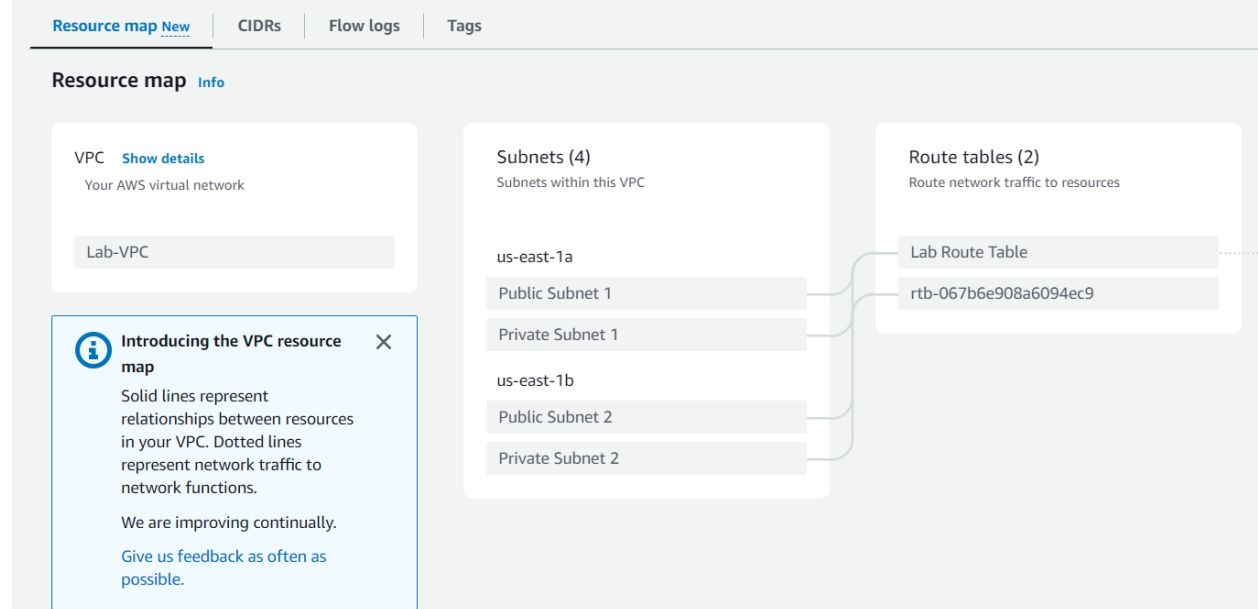 Resource map New
CIDRs
Flow logs
Tags
Resource map Info
VPC Show details
Your AWS virtual network
Lab-VPC
Introducing the VPC resource
map
Solid lines represent
relationships between resources
in your VPC. Dotted lines
represent network traffic to
network functions.
We are improving continually.
Give us feedback as often as
possible.
Subnets (4)
Subnets within this VPC
us-east-1a
Public Subnet 1
Private Subnet 1
us-east-1b
Public Subnet 2
Private Subnet 2
Route tables (2)
Route network traffic to resources
Lab Route Table
rtb-067b6e908a6094ec9